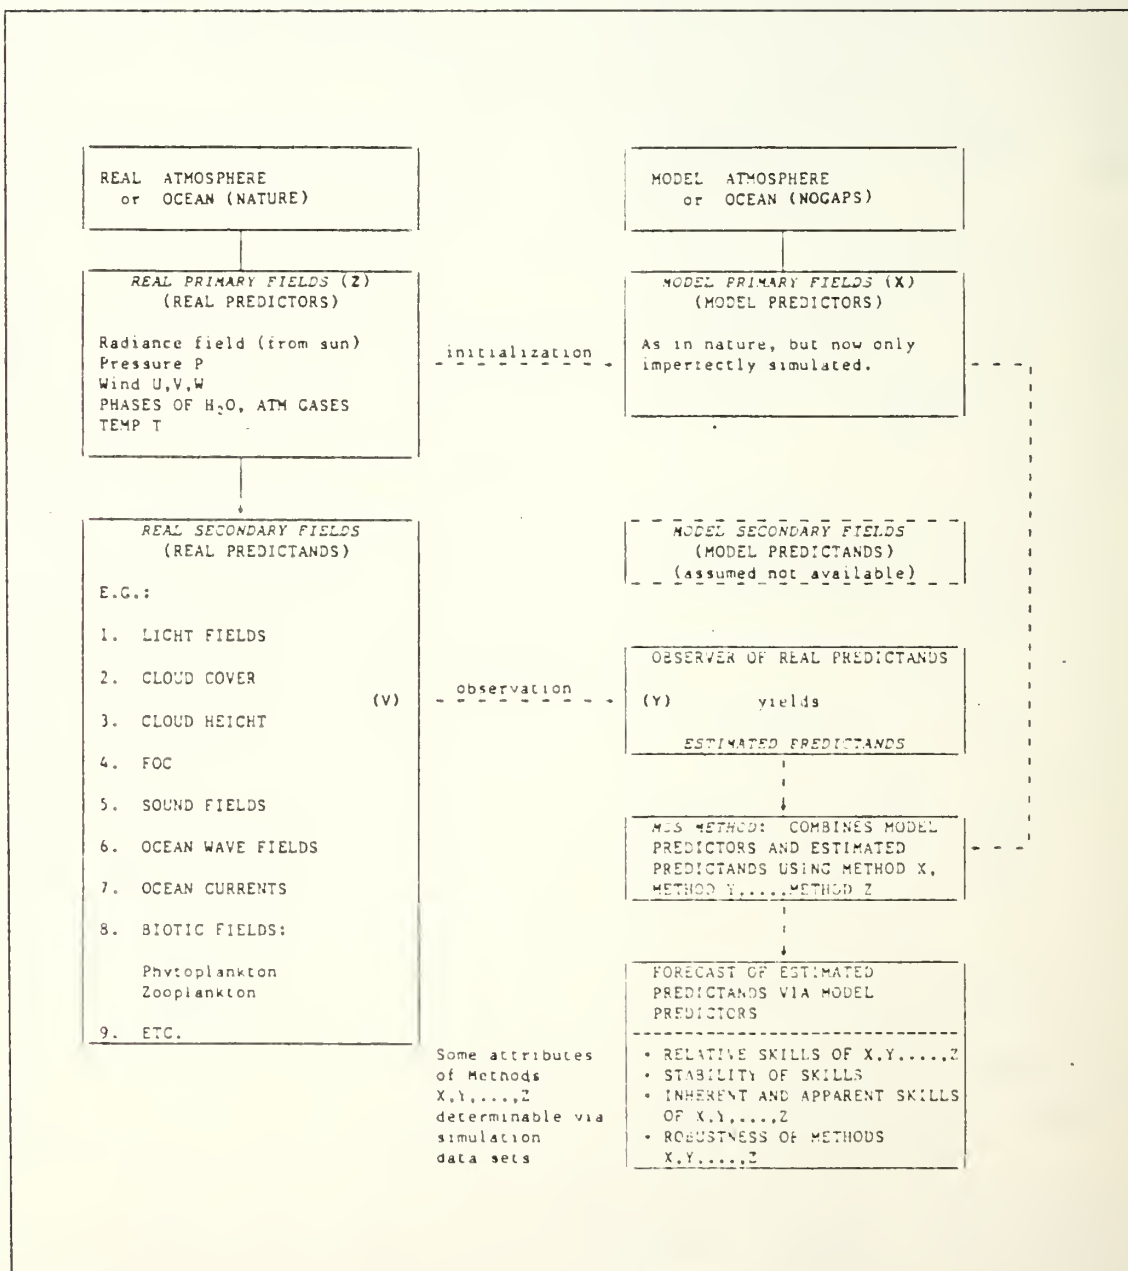 REAL ATMOSPHERE
or OCEAN (NATURE)
MODEL ATMOSPHERE
or OCEAN (NOGAPS)
REAL PRIMARY FIELDS (Z)
(REAL PREDICTORS)
Radiance field (from sun)
Pressure P
Wind U,V,W
PHASES OF H₂O, ATM GASES
TEMP T
initialization
MODEL PRIMARY FIELDS (X)
(MODEL PREDICTORS)
As in nature, but now only
imperfectly simulated.
REAL SECONDARY FIELDS
(REAL PREDICTANDS)
E.G.:
1. LIGHT FIELDS
2. CLOUD COVER
3. CLOUD HEIGHT
4. FOG
5. SOUND FIELDS
6. OCEAN WAVE FIELDS
7. OCEAN CURRENTS
8. BIOTIC FIELDS:
Phytoplankton
Zooplankton
9. ETC.
(V)
observation
MODEL SECONDARY FIELDS
(MODEL PREDICTANDS)
(assumed not available)
OBSERVER OF REAL PREDICTANDS
(Y) yields
ESTIMATED PREDICTANDS
MOS METHOD: COMBINES MODEL
PREDICTORS AND ESTIMATED
PREDICTANDS USING METHOD X,
METHOD Y,....,METHOD Z
FORECAST OF ESTIMATED
PREDICTANDS VIA MODEL
PREDICTORS
• RELATIVE SKILLS OF X,Y,....,Z
• STABILITY OF SKILLS
• INHERENT AND APPARENT SKILLS
OF X,Y,....,Z
• ROBUSTNESS OF METHODS
X,Y,....,Z
Some attributes
of Methods
X,Y,...,Z
determinable via
simulation
data sets